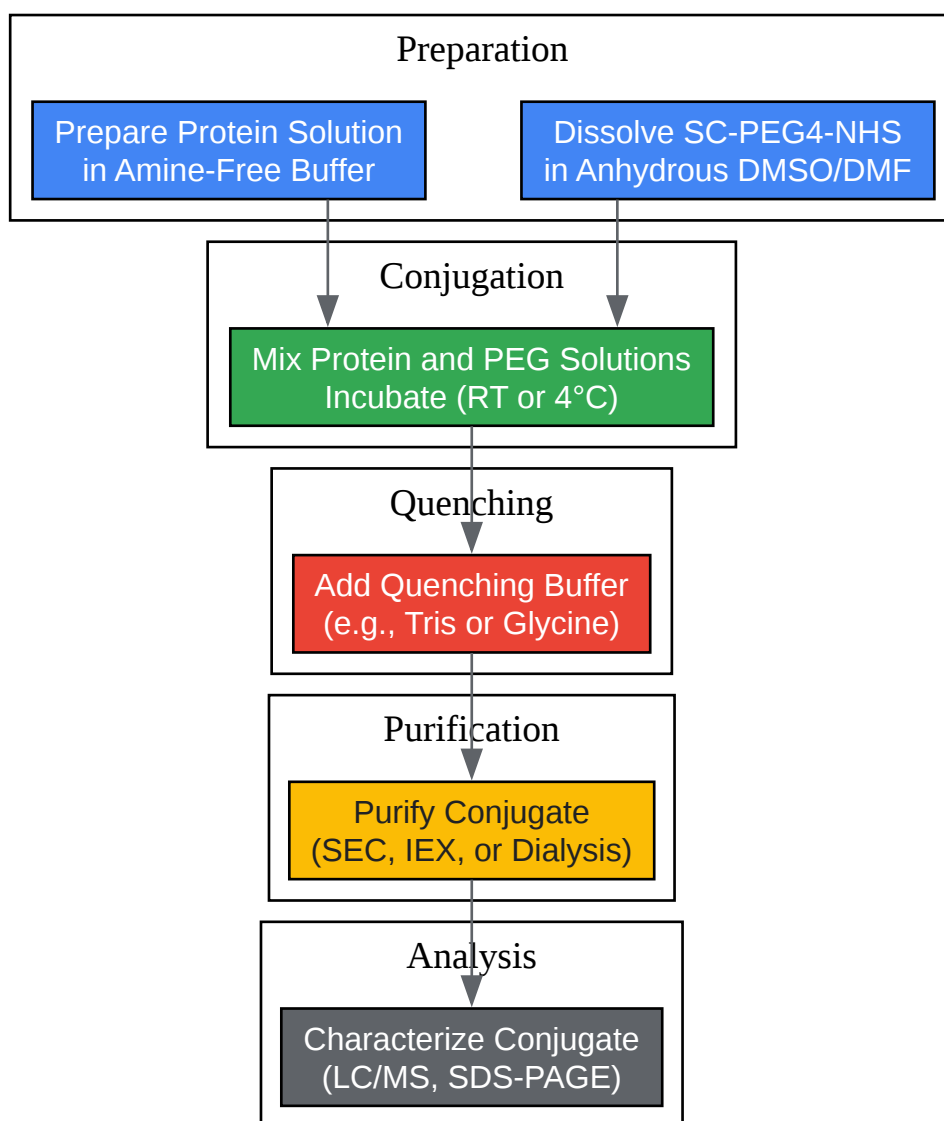 Preparation
Prepare Protein Solution
in Amine-Free Buffer
Dissolve SC-PEG4-NHS
in Anhydrous DMSO/DMF
Conjugation
Mix Protein and PEG Solutions
Incubate (RT or 4°C)
Quenching
Add Quenching Buffer
(e.g., Tris or Glycine)
Purification
Purify Conjugate
(SEC, IEX, or Dialysis)
Analysis
Characterize Conjugate
(LC/MS, SDS-PAGE)